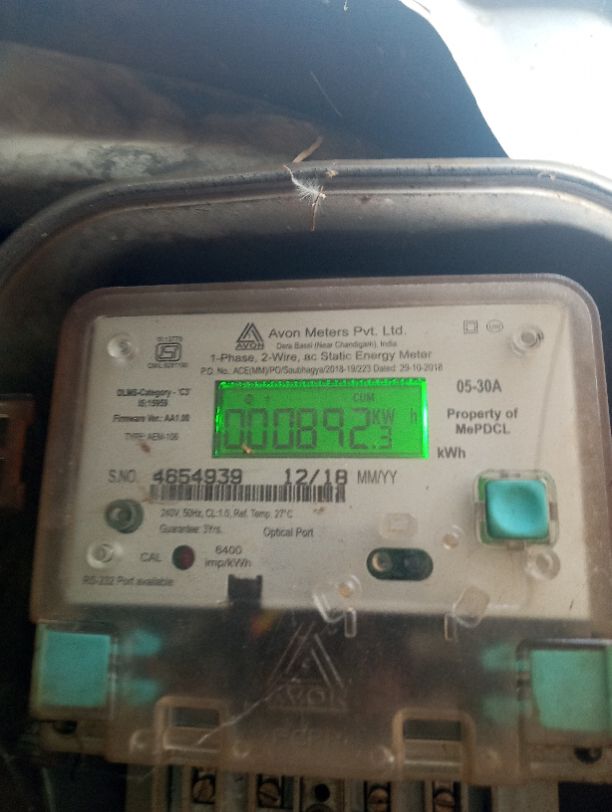 AVON
Avon Meters Pvt. Ltd.
Dera Bassi (Near Chandigarh), India
1-Phase, 2-Wire, ac Static Energy Meter
P.O. No. ACE(MM)/PO/Soubhagya/2018-19/223 Dated: 29-10-2018
IS:13779
DLMS-Category - 'C3'
IS:15959
Firmware Ver.: AA1.00
TYPE: AEM-106
CUM
000892.3 KW h
kWh
05-30A
Property of
MePDCL
S.NO. 4654939 12/18 MM/YY
240V, 50Hz, CL:1.0, Ref. Temp. 27°C
Guarantee: 5Yrs.
Optical Port
CAL
6400
imp/kWh
RS-232 Port available
AVON